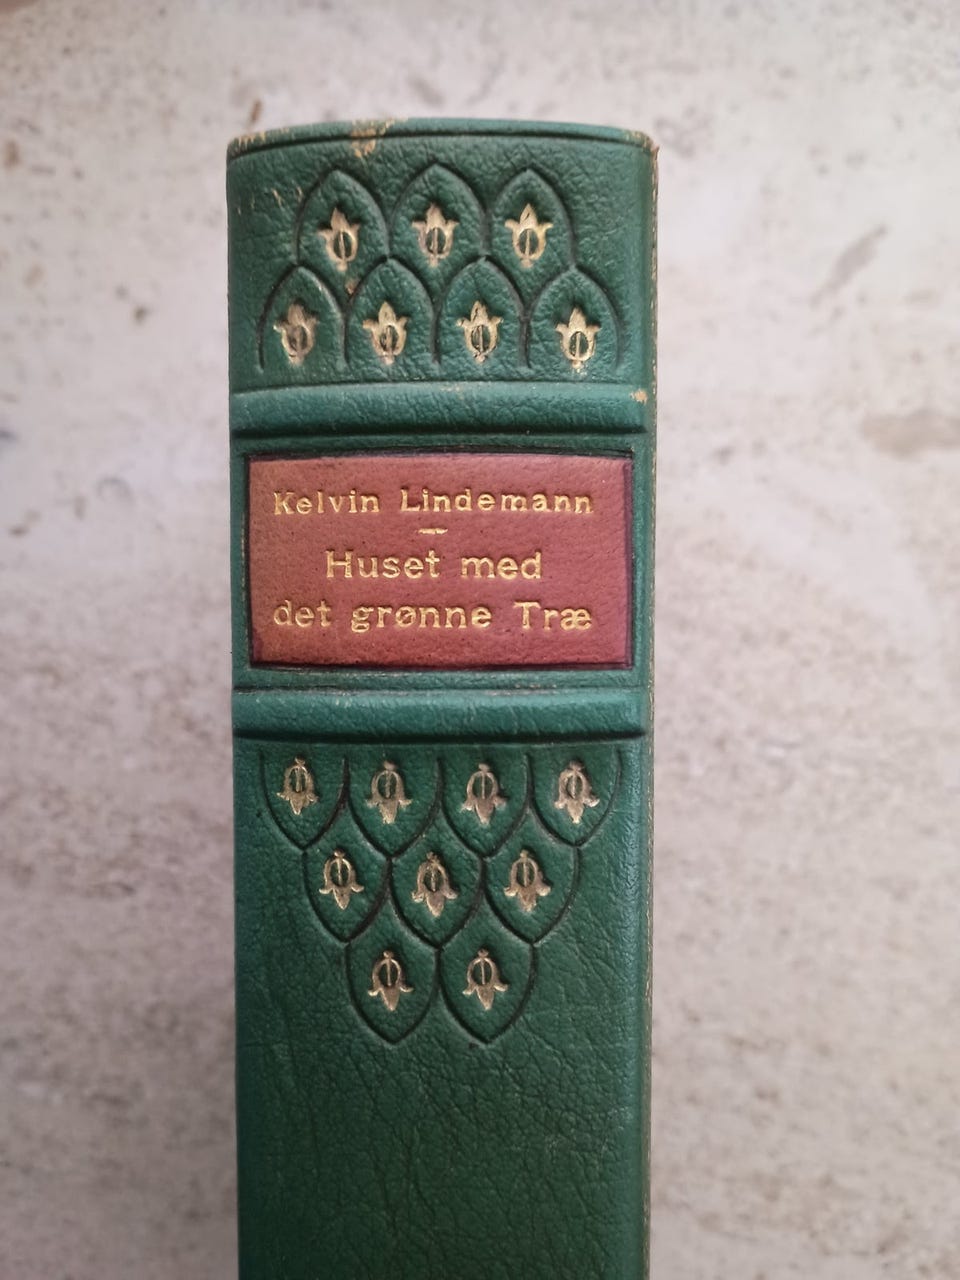 Kelvin Lindemann
Huset med
det grønne Træ